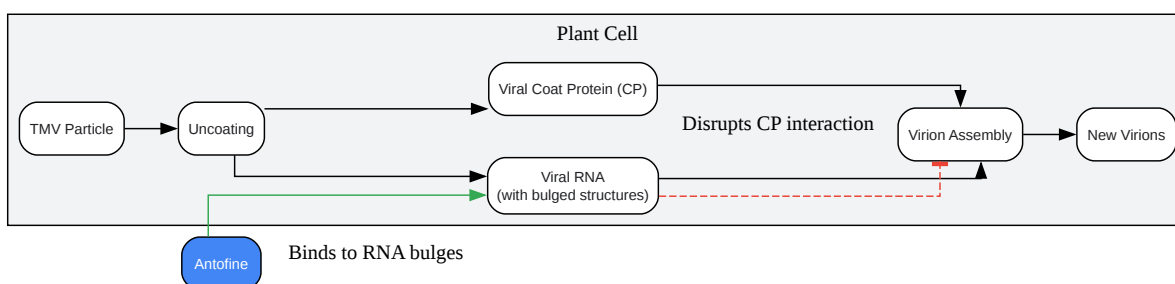 Plant Cell
TMV Particle
Uncoating
Viral Coat Protein (CP)
Disrupts CP interaction
Virion Assembly
New Virions
Viral RNA
(with bulged structures)
Antofine
Binds to RNA bulges